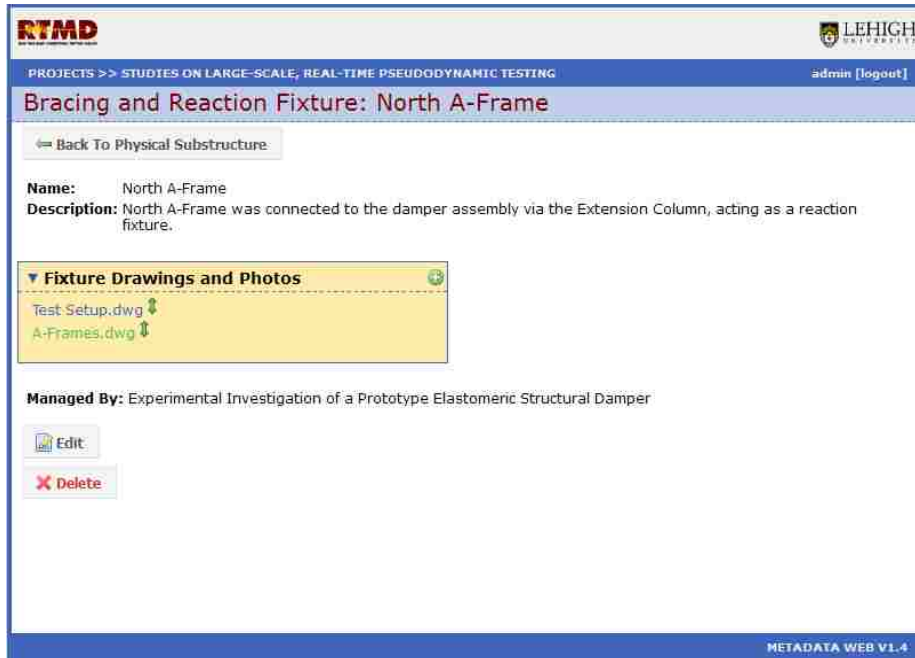 RTMD
LEHIGH
UNIVERSITY
PROJECTS >> STUDIES ON LARGE-SCALE, REAL-TIME PSEUDODYNAMIC TESTING
admin [logout]
Bracing and Reaction Fixture: North A-Frame
Back To Physical Substructure
Name: North A-Frame
Description: North A-Frame was connected to the damper assembly via the Extension Column, acting as a reaction
fixture.
Fixture Drawings and Photos
Test Setup.dwg
A-Frames.dwg
Managed By: Experimental Investigation of a Prototype Elastomeric Structural Damper
Edit
Delete
METADATA WEB V1.4